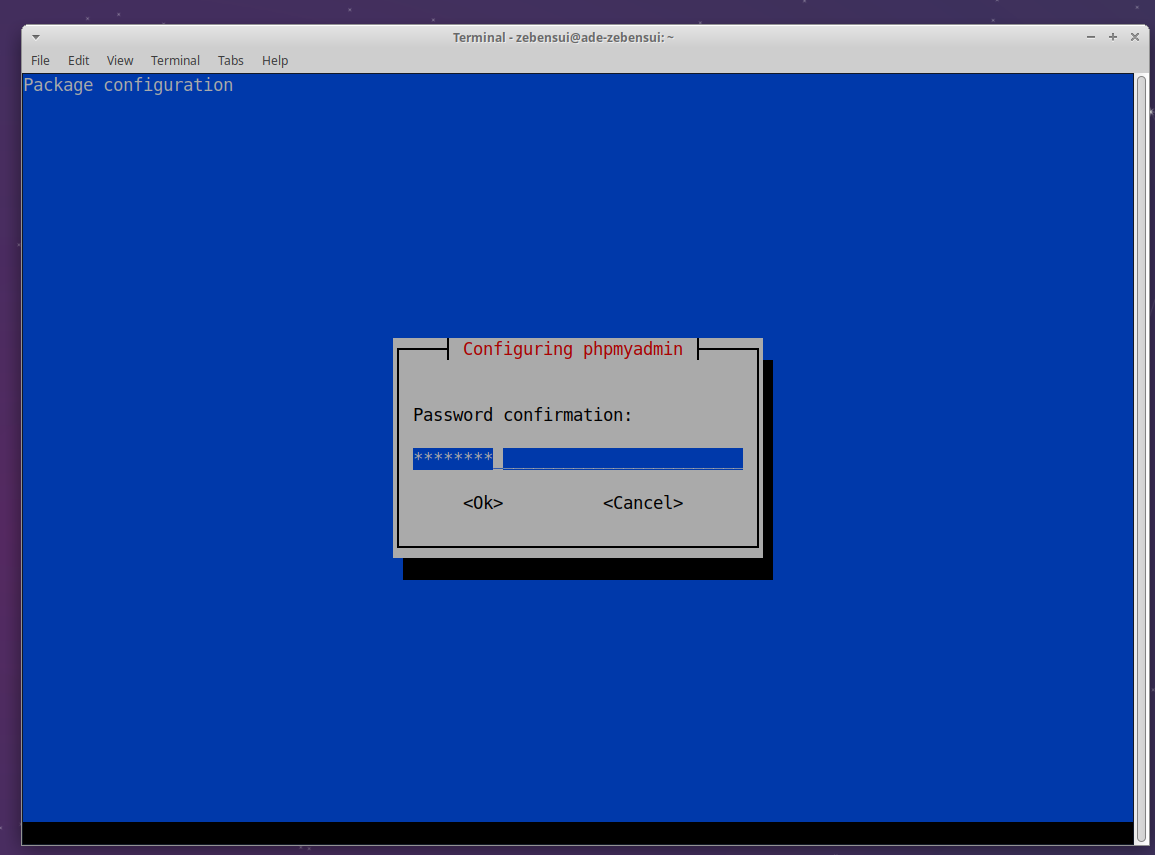 Terminal - zebensui@ade-zebensui: ~
File Edit View Terminal Tabs Help
Package configuration
Configuring phpmyadmin
Password confirmation:
********
<Ok> <Cancel>